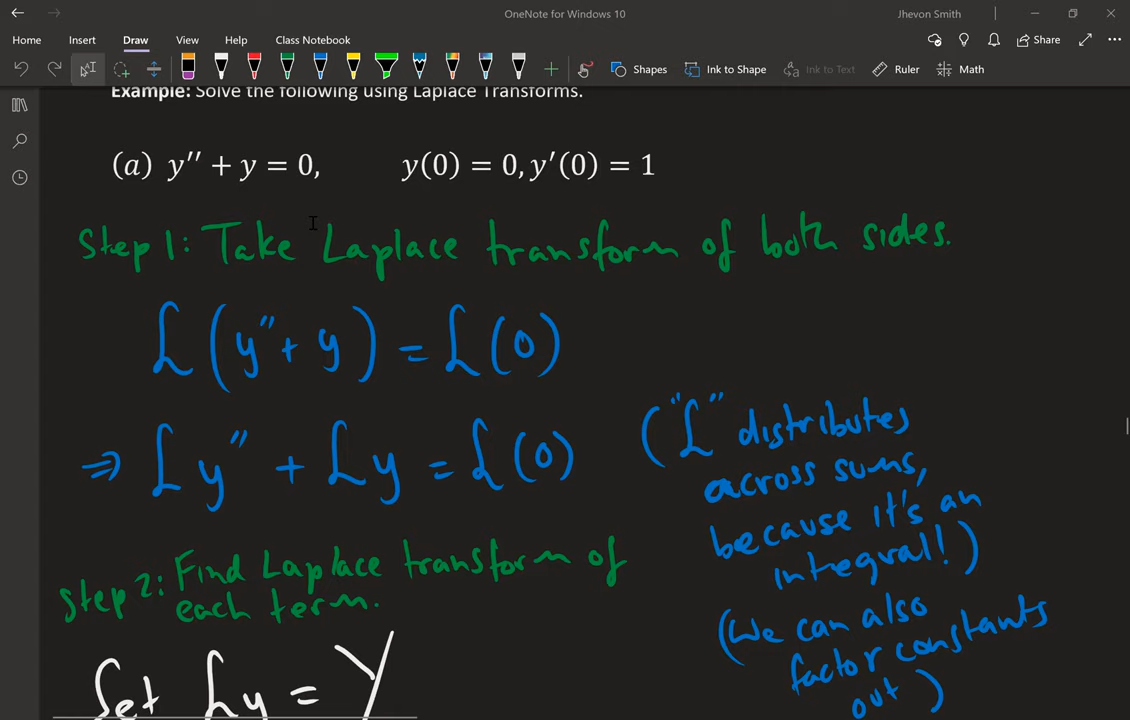 OneNote for Windows 10
Jhevon Smith
Home Insert Draw View Help Class Notebook
Share
Shapes Ink to Shape Ink to Text Ruler Math
Example: Solve the following using Laplace Transforms.
(a) y′′ + y = 0, y(0) = 0, y′(0) = 1
Step 1: Take Laplace transform of both sides.
ℒ(y" + y) = ℒ(0)
⇒ ℒy" + ℒy = ℒ(0)
("ℒ" distributes
across sums,
because it's an
integral!)
(We can also
factor constants
out)
Step 2: Find Laplace transform of
each term.
Set ℒy = Y